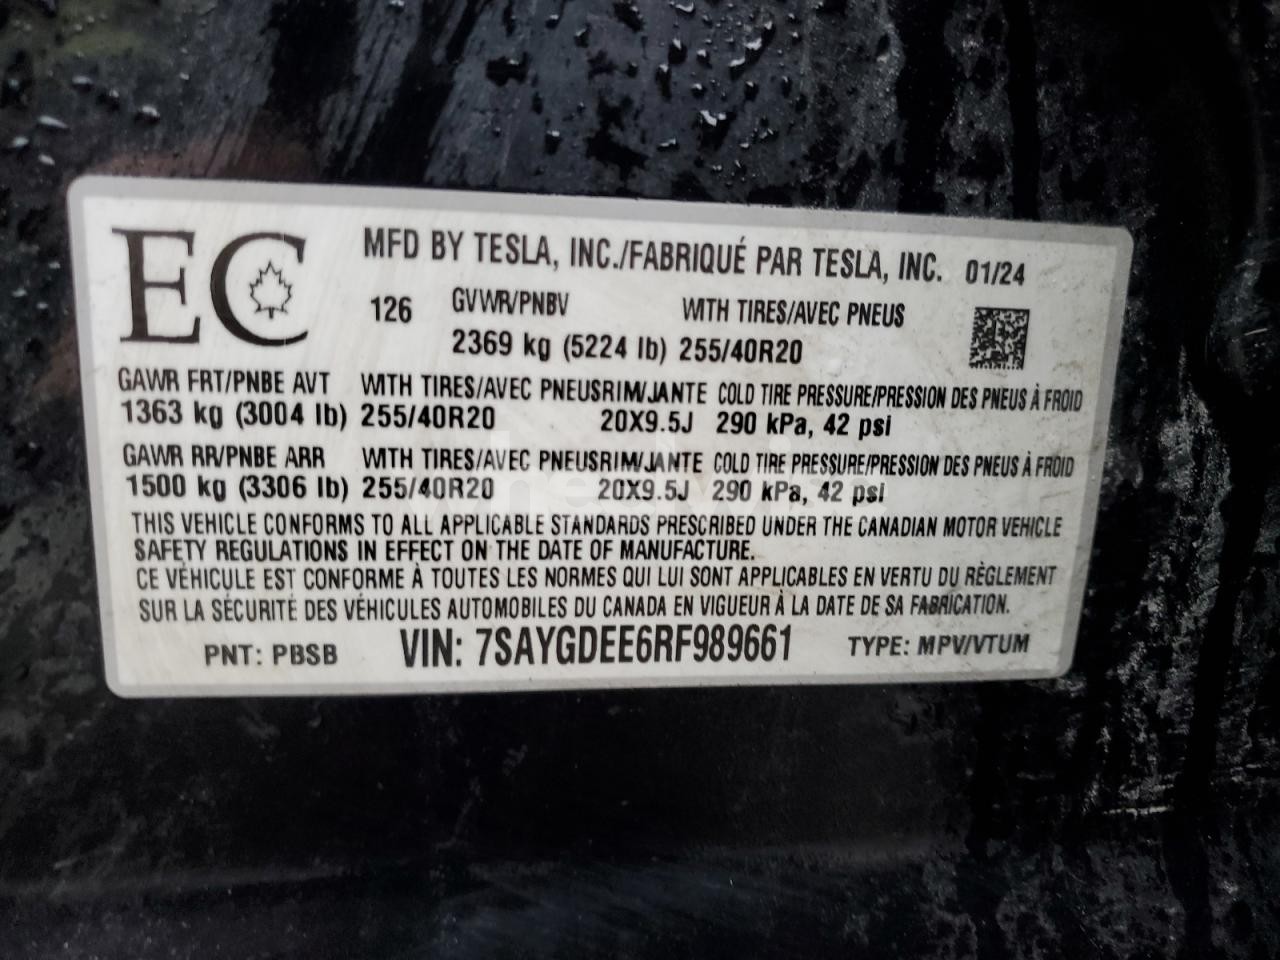 EC
MFD BY TESLA, INC./FABRIQUÉ PAR TESLA, INC. 01/24
126 GVWR/PNBV WITH TIRES/AVEC PNEUS
2369 kg (5224 lb) 255/40R20
GAWR FRT/PNBE AVT WITH TIRES/AVEC PNEUSRIM/JANTE COLD TIRE PRESSURE/PRESSION DES PNEUS À FROID
1363 kg (3004 lb) 255/40R20 20X9.5J 290 kPa, 42 psi
GAWR RR/PNBE ARR WITH TIRES/AVEC PNEUSRIM/JANTE COLD TIRE PRESSURE/PRESSION DES PNEUS À FROID
1500 kg (3306 lb) 255/40R20 20X9.5J 290 kPa, 42 psi
THIS VEHICLE CONFORMS TO ALL APPLICABLE STANDARDS PRESCRIBED UNDER THE CANADIAN MOTOR VEHICLE
SAFETY REGULATIONS IN EFFECT ON THE DATE OF MANUFACTURE.
CE VÉHICULE EST CONFORME À TOUTES LES NORMES QUI LUI SONT APPLICABLES EN VERTU DU RÈGLEMENT
SUR LA SÉCURITÉ DES VÉHICULES AUTOMOBILES DU CANADA EN VIGUEUR À LA DATE DE SA FABRICATION.
PNT: PBSB VIN: 7SAYGDEE6RF989661 TYPE: MPV/VTUM